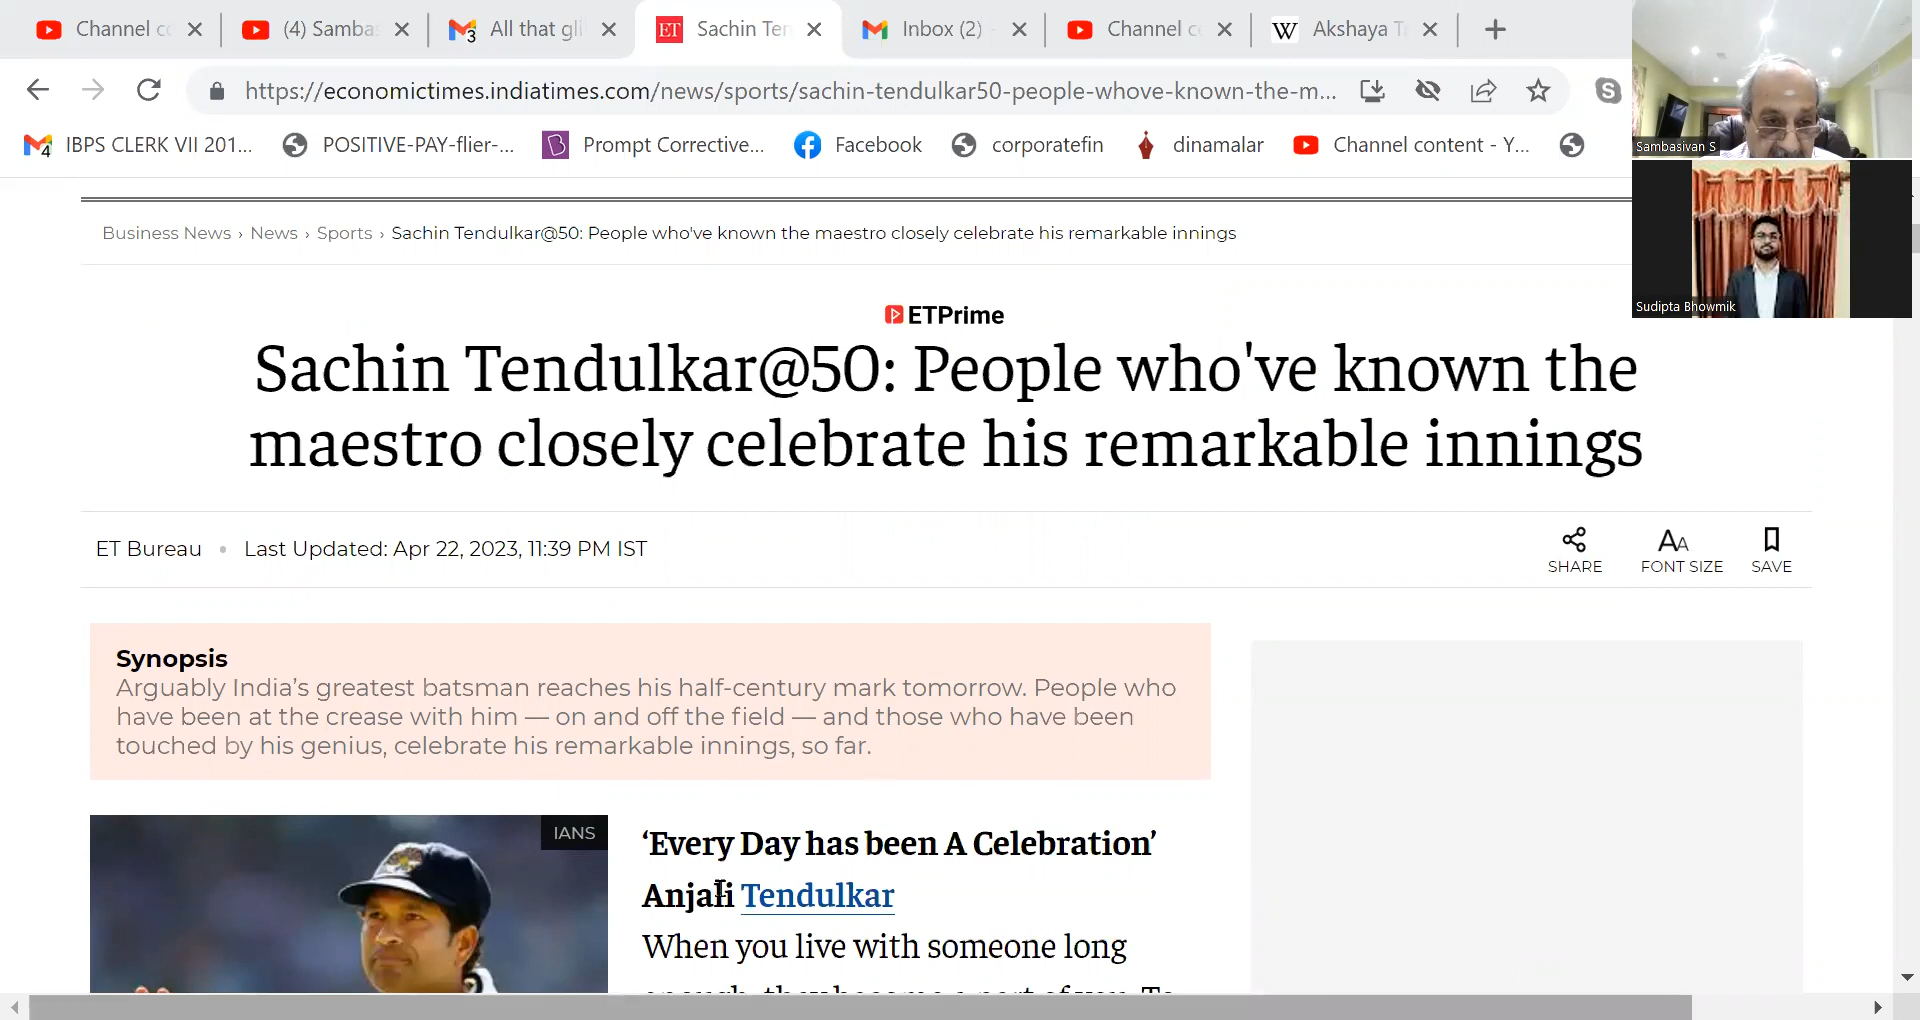 Channel co
(4) Sambas
All that gli
Sachin Ten
Inbox (2) -
Channel co
Akshaya T
https://economictimes.indiatimes.com/news/sports/sachin-tendulkar50-people-whove-known-the-m...
IBPS CLERK VII 201...
POSITIVE-PAY-flier-...
Prompt Corrective...
Facebook
corporatefin
dinamalar
Channel content - Y...
Sambasivan S
Sudipta Bhowmik
Business News › News › Sports › Sachin Tendulkar@50: People who've known the maestro closely celebrate his remarkable innings
ETPrime
Sachin Tendulkar@50: People who've known the
maestro closely celebrate his remarkable innings
ET Bureau • Last Updated: Apr 22, 2023, 11:39 PM IST
SHARE
FONT SIZE
SAVE
Synopsis
Arguably India's greatest batsman reaches his half-century mark tomorrow. People who
have been at the crease with him — on and off the field — and those who have been
touched by his genius, celebrate his remarkable innings, so far.
IANS
‘Every Day has been A Celebration’
Anjali Tendulkar
When you live with someone long